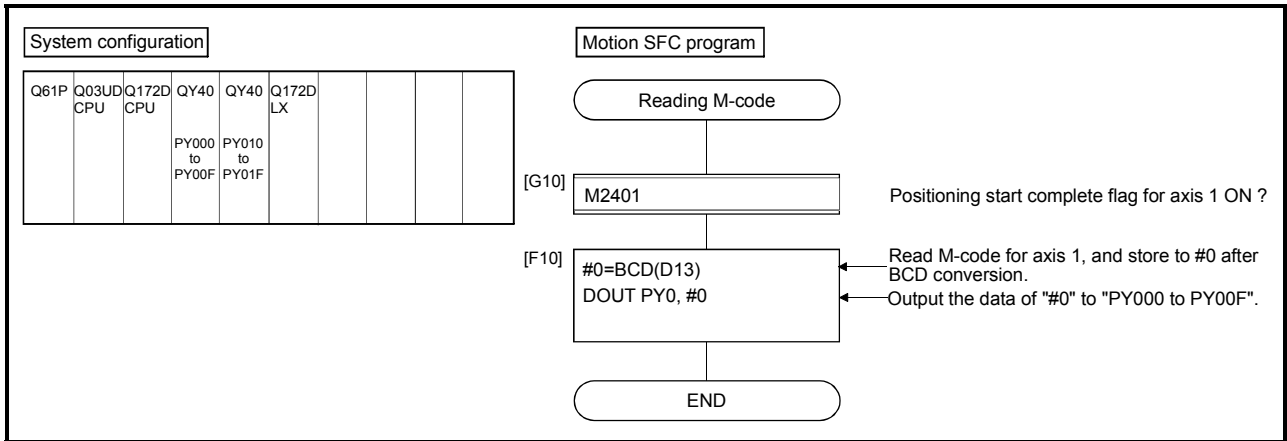 System configuration
Q61P Q03UD Q172D QY40 QY40 Q172D
CPU CPU LX
PY000 PY010
to to
PY00F PY01F
Motion SFC program
Reading M-code
[G10]
M2401
Positioning start complete flag for axis 1 ON ?
[F10]
#0=BCD(D13)
DOUT PY0, #0
Read M-code for axis 1, and store to #0 after
BCD conversion.
Output the data of "#0" to "PY000 to PY00F".
END